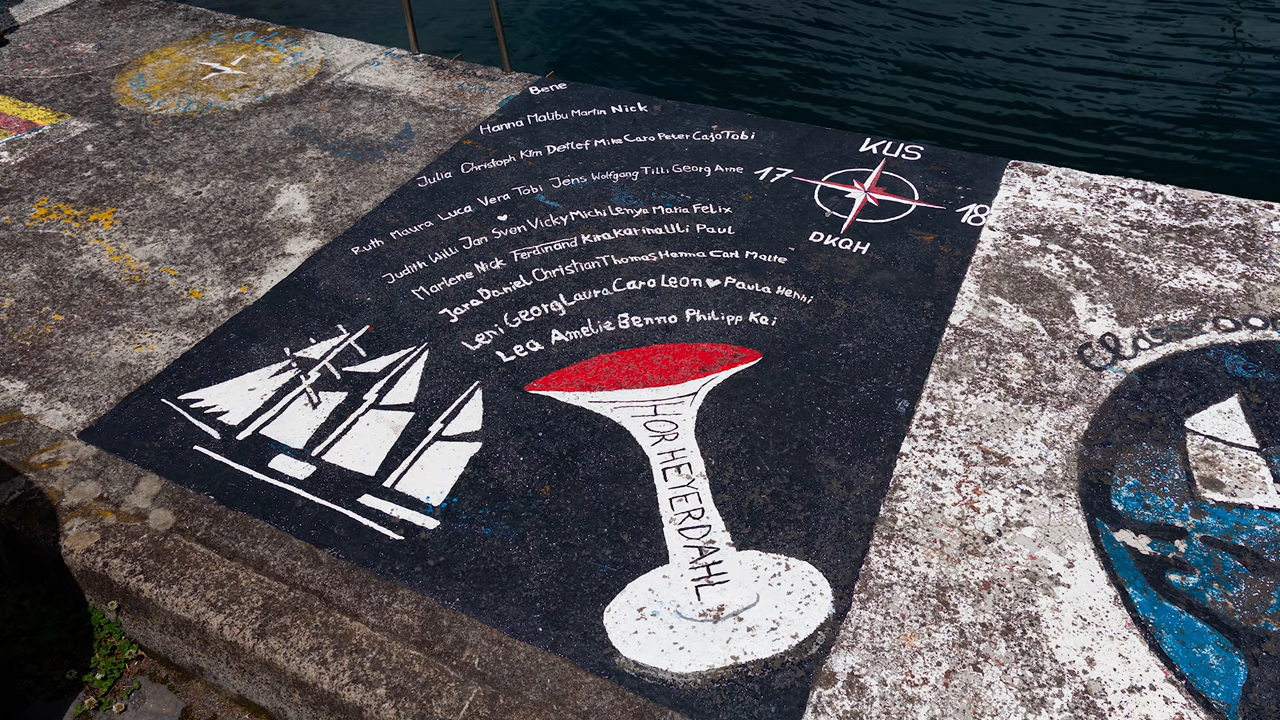 Bene
Hanna Malibu Martin Nick
Julia Christoph Kim Detlef Mike Caro Peter Cajo Tobi
Ruth Maura Luca Vera Tobi Jens Wolfgang Till Georg Arne
Judith Willi Jan Sven Vicky Michi Lenya Maria Felix
Marlene Nick Ferdinand Kira Karina Uli Paul
Jara Daniel Christian Thomas Hanna Carl Malte
Leni Georg Laura Caro Leon ♥ Paula Henni
Lea Amelie Benno Philipp Kai
KUS
17
18
DKQH
THOR HEYERDAHL